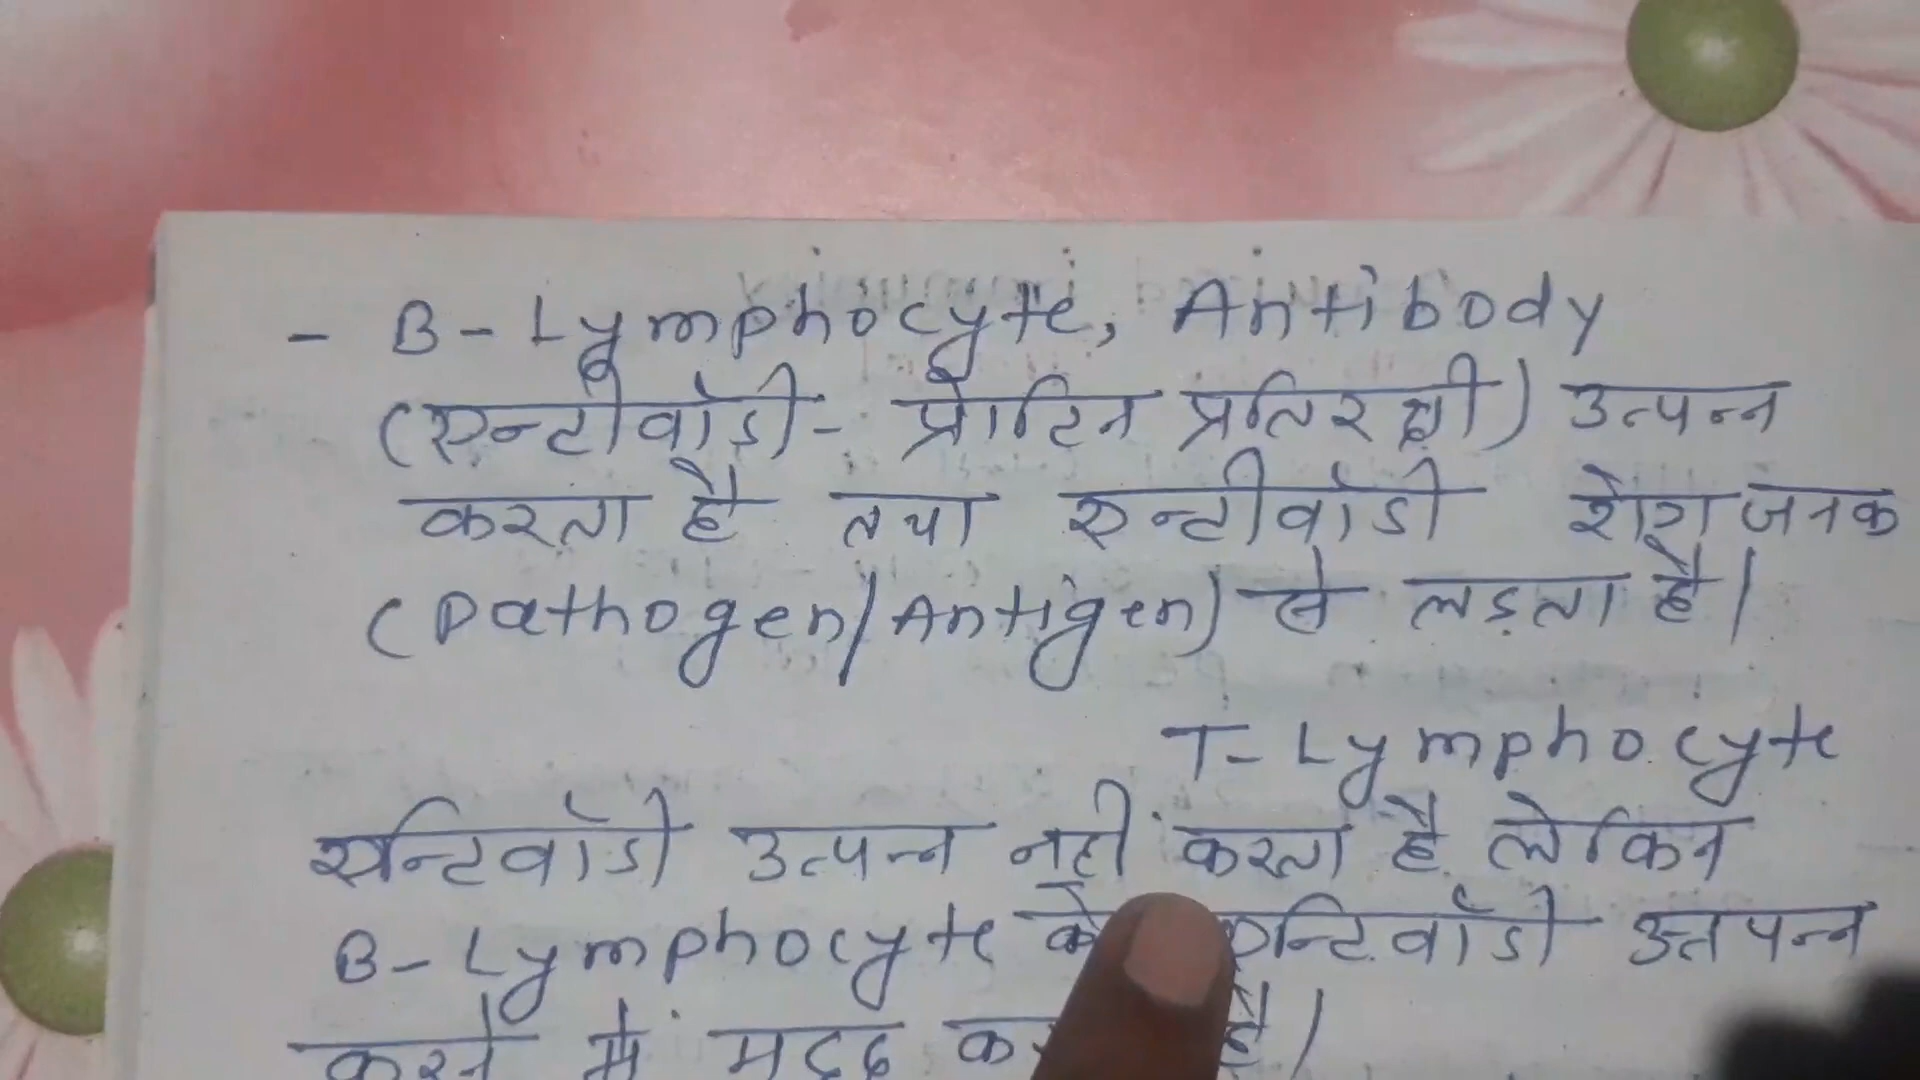 - B-Lymphocyte, Antibody
(एन्टीबॉडी- प्रोटिन प्रतिरक्षी) उत्पन्न
करता है तथा एन्टीबॉडी रोगजनक
(Pathogen/Antigen) से लड़ता है।
T-Lymphocyte
एन्टिबॉडी उत्पन्न नही करता है लेकिन
B-Lymphocyte के एन्टिबॉडी उत्तपन्न
करने मे मदद है।